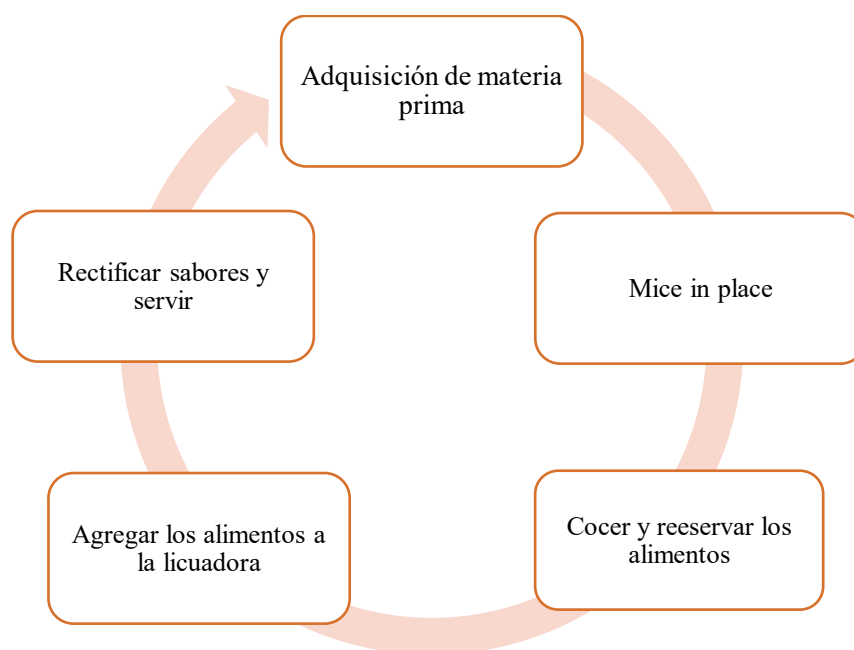 Adquisición de materia
prima
Mice in place
Cocer y reeservar los
alimentos
Agregar los alimentos a
la licuadora
Rectificar sabores y
servir